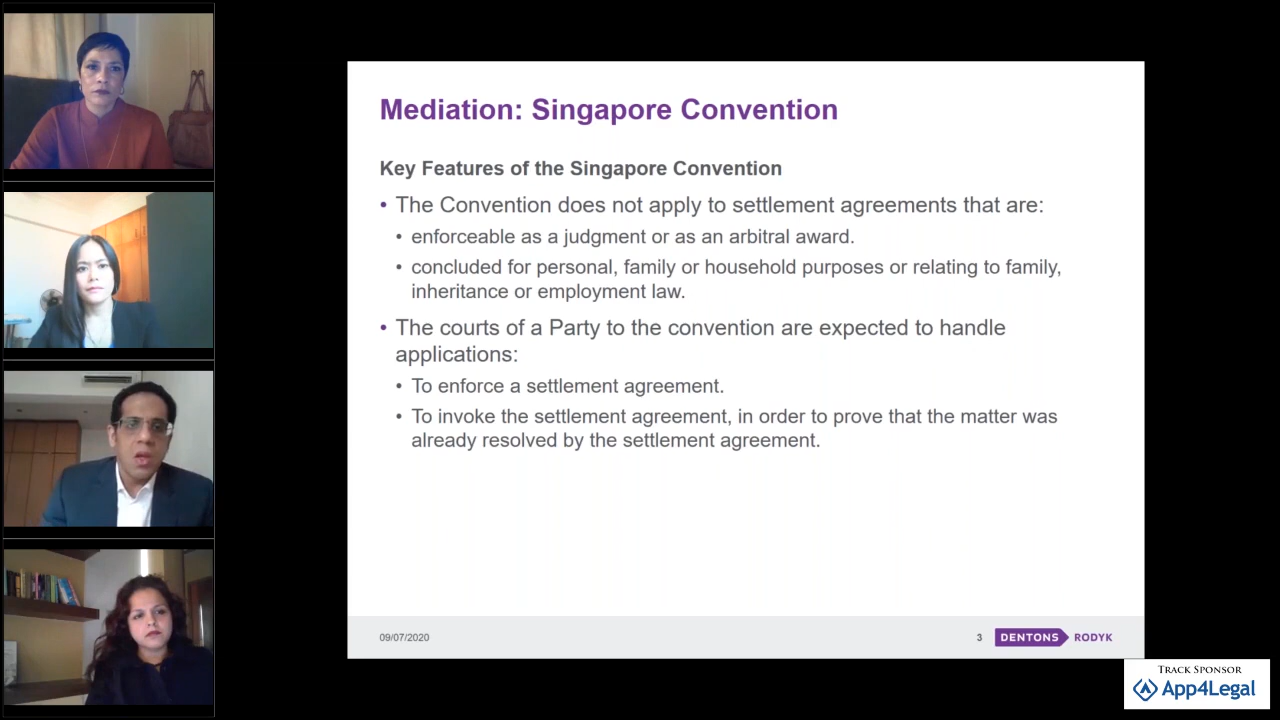 Mediation: Singapore Convention
Key Features of the Singapore Convention
• The Convention does not apply to settlement agreements that are:
• enforceable as a judgment or as an arbitral award.
• concluded for personal, family or household purposes or relating to family,
inheritance or employment law.
• The courts of a Party to the convention are expected to handle
applications:
• To enforce a settlement agreement.
• To invoke the settlement agreement, in order to prove that the matter was
already resolved by the settlement agreement.
09/07/2020
3
DENTONS RODYK
TRACK SPONSOR
App4Legal